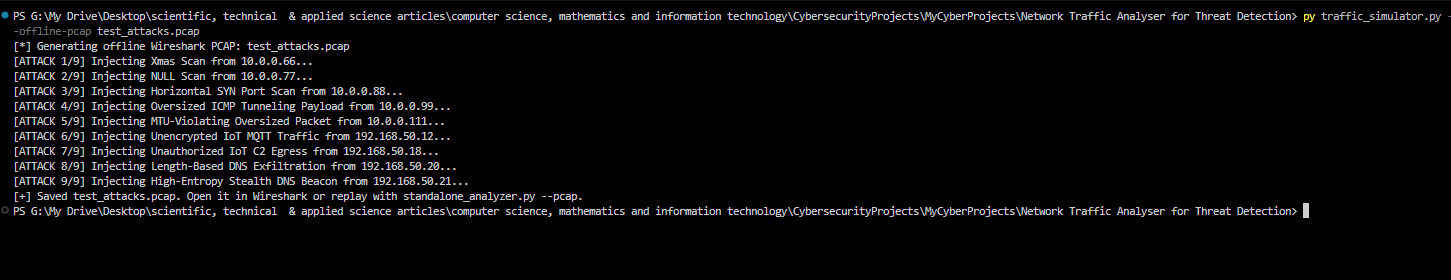 PS G:\My Drive\Desktop\scientific, technical  & applied science articles\computer science, mathematics and information technology\CybersecurityProjects\MyCyberProjects\Network Traffic Analyser for Threat Detection> py traffic_simulator.py -
-offline-pcap test_attacks.pcap
[*] Generating offline Wireshark PCAP: test_attacks.pcap
[ATTACK 1/9] Injecting Xmas Scan from 10.0.0.66...
[ATTACK 2/9] Injecting NULL Scan from 10.0.0.77...
[ATTACK 3/9] Injecting Horizontal SYN Port Scan from 10.0.0.88...
[ATTACK 4/9] Injecting Oversized ICMP Tunneling Payload from 10.0.0.99...
[ATTACK 5/9] Injecting MTU-Violating Oversized Packet from 10.0.0.111...
[ATTACK 6/9] Injecting Unencrypted IoT MQTT Traffic from 192.168.50.12...
[ATTACK 7/9] Injecting Unauthorized IoT C2 Egress from 192.168.50.18...
[ATTACK 8/9] Injecting Length-Based DNS Exfiltration from 192.168.50.20...
[ATTACK 9/9] Injecting High-Entropy Stealth DNS Beacon from 192.168.50.21...
[+] Saved test_attacks.pcap. Open it in Wireshark or replay with standalone_analyzer.py --pcap.
PS G:\My Drive\Desktop\scientific, technical  & applied science articles\computer science, mathematics and information technology\CybersecurityProjects\MyCyberProjects\Network Traffic Analyser for Threat Detection>